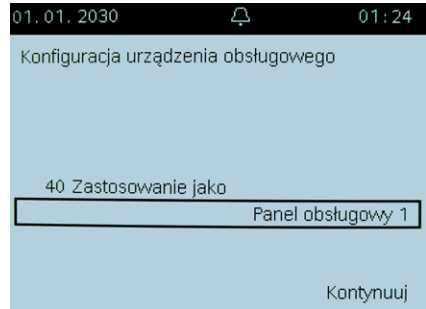 01.01.2030 01:24
Konfiguracja urządzenia obsługowego
40 Zastosowanie jako
Panel obsługowy 1
Kontynuuj